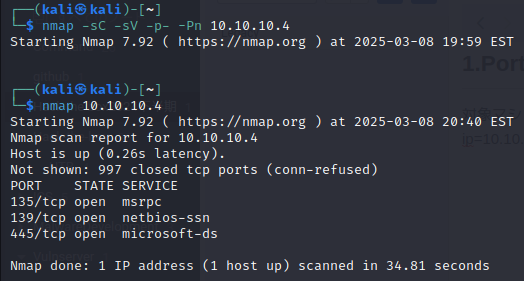 ┌──(kali㉿kali)-[~]
└─$ nmap -sC -sV -p- -Pn 10.10.10.4
Starting Nmap 7.92 ( https://nmap.org ) at 2025-03-08 19:59 EST
1.Port
ip=10.10
┌──(kali㉿kali)-[~]
└─$ nmap 10.10.10.4
Starting Nmap 7.92 ( https://nmap.org ) at 2025-03-08 20:40 EST
Nmap scan report for 10.10.10.4
Host is up (0.26s latency).
Not shown: 997 closed tcp ports (conn-refused)
PORT    STATE SERVICE
135/tcp open  msrpc
139/tcp open  netbios-ssn
445/tcp open  microsoft-ds
Nmap done: 1 IP address (1 host up) scanned in 34.81 seconds